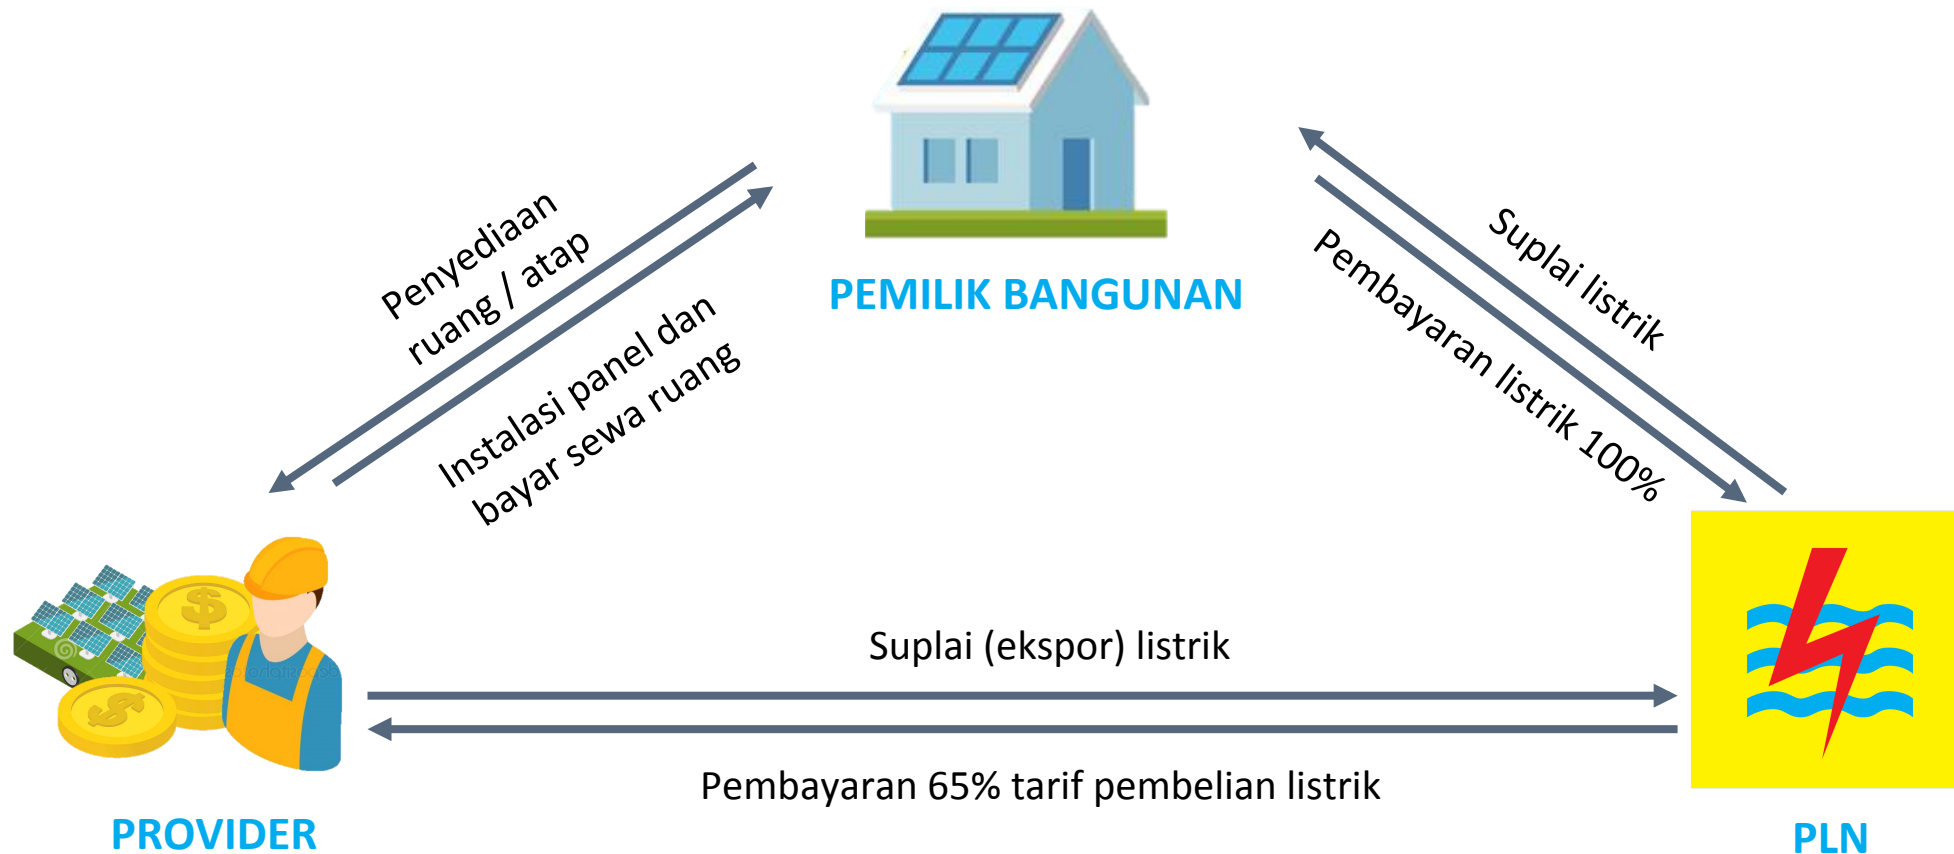 Penyediaan
ruang / atap
Instalasi panel dan
bayar sewa ruang
PEMILIK BANGUNAN
Suplai listrik
Pembayaran listrik 100%
Suplai (ekspor) listrik
Pembayaran 65% tarif pembelian listrik
PROVIDER
PLN